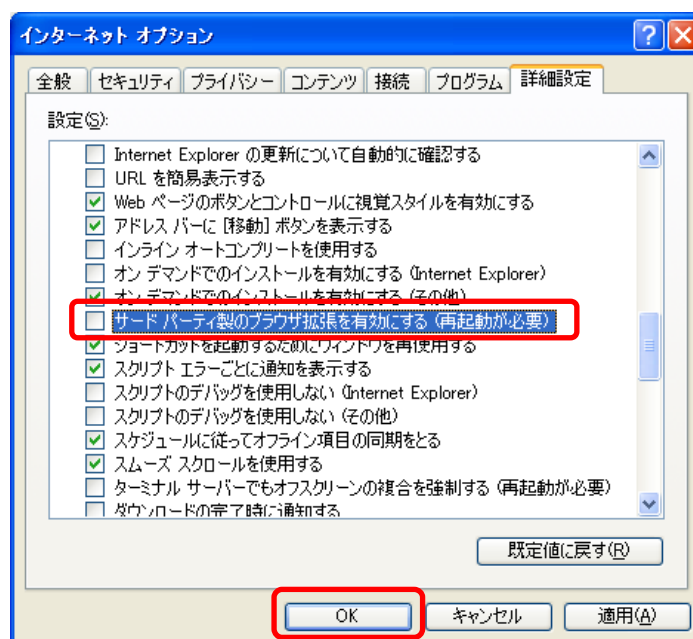 インターネット オプション
全般 セキュリティ プライバシー コンテンツ 接続 プログラム 詳細設定
設定(S):
Internet Explorer の更新について自動的に確認する
URL を簡易表示する
Web ページのボタンとコントロールに視覚スタイルを有効にする
アドレス バーに [移動] ボタンを表示する
インライン オートコンプリートを使用する
オン デマンドでのインストールを有効にする (Internet Explorer)
オン デマンドでのインストールを有効にする (その他)
サード パーティ製のブラウザ拡張を有効にする (再起動が必要)
ショートカットを起動するためにウィンドウを再使用する
スクリプト エラーごとに通知を表示する
スクリプトのデバッグを使用しない (Internet Explorer)
スクリプトのデバッグを使用しない (その他)
スケジュールに従ってオフライン項目の同期をとる
スムーズ スクロールを使用する
ターミナル サーバーでもオフスクリーンの複合を強制する (再起動が必要)
ダウンロードの完了時に通知する
既定値に戻す(R)
OK キャンセル 適用(A)